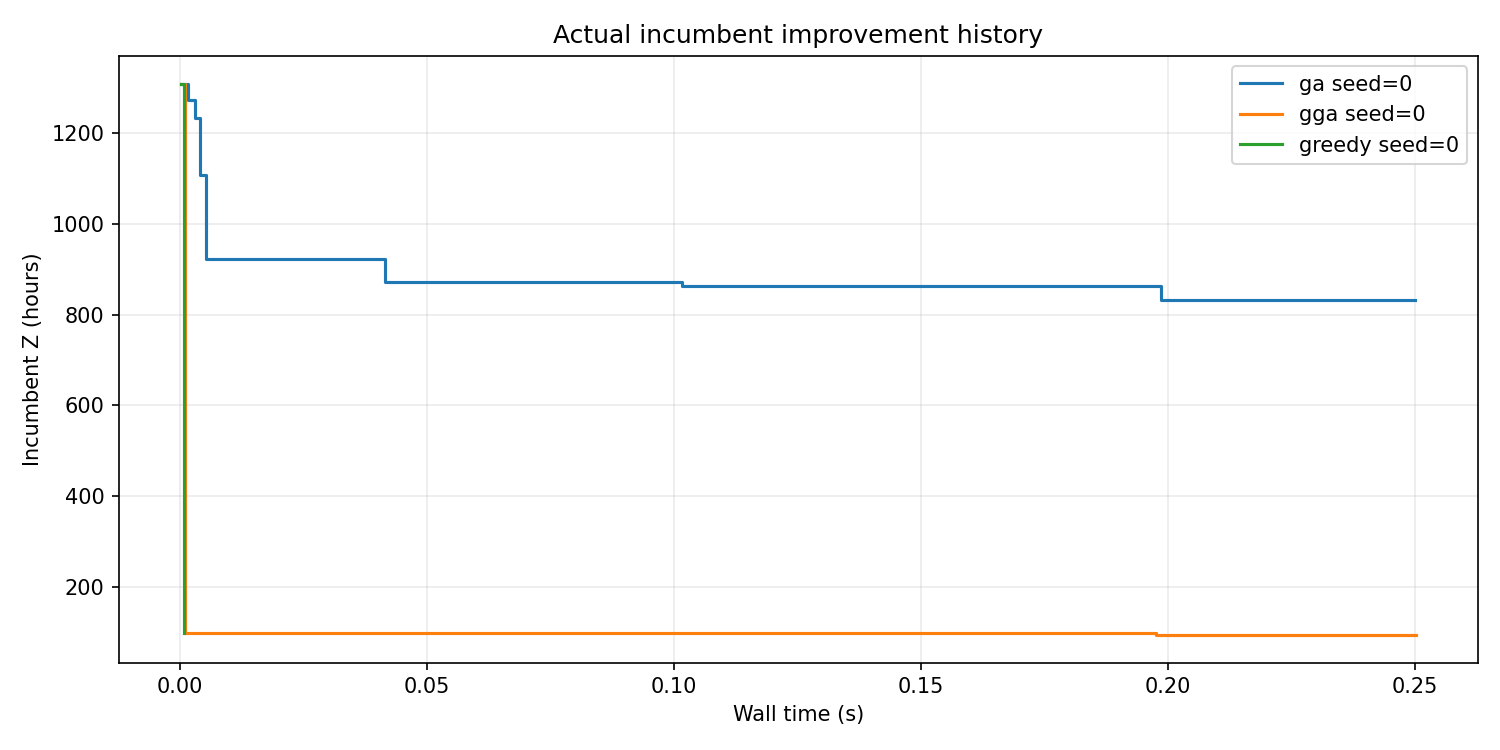 Actual incumbent improvement history
ga seed=0
gga seed=0
greedy seed=0
Incumbent Z (hours)
1200
1000
800
600
400
200
0.00
0.05
0.10
0.15
0.20
0.25
Wall time (s)